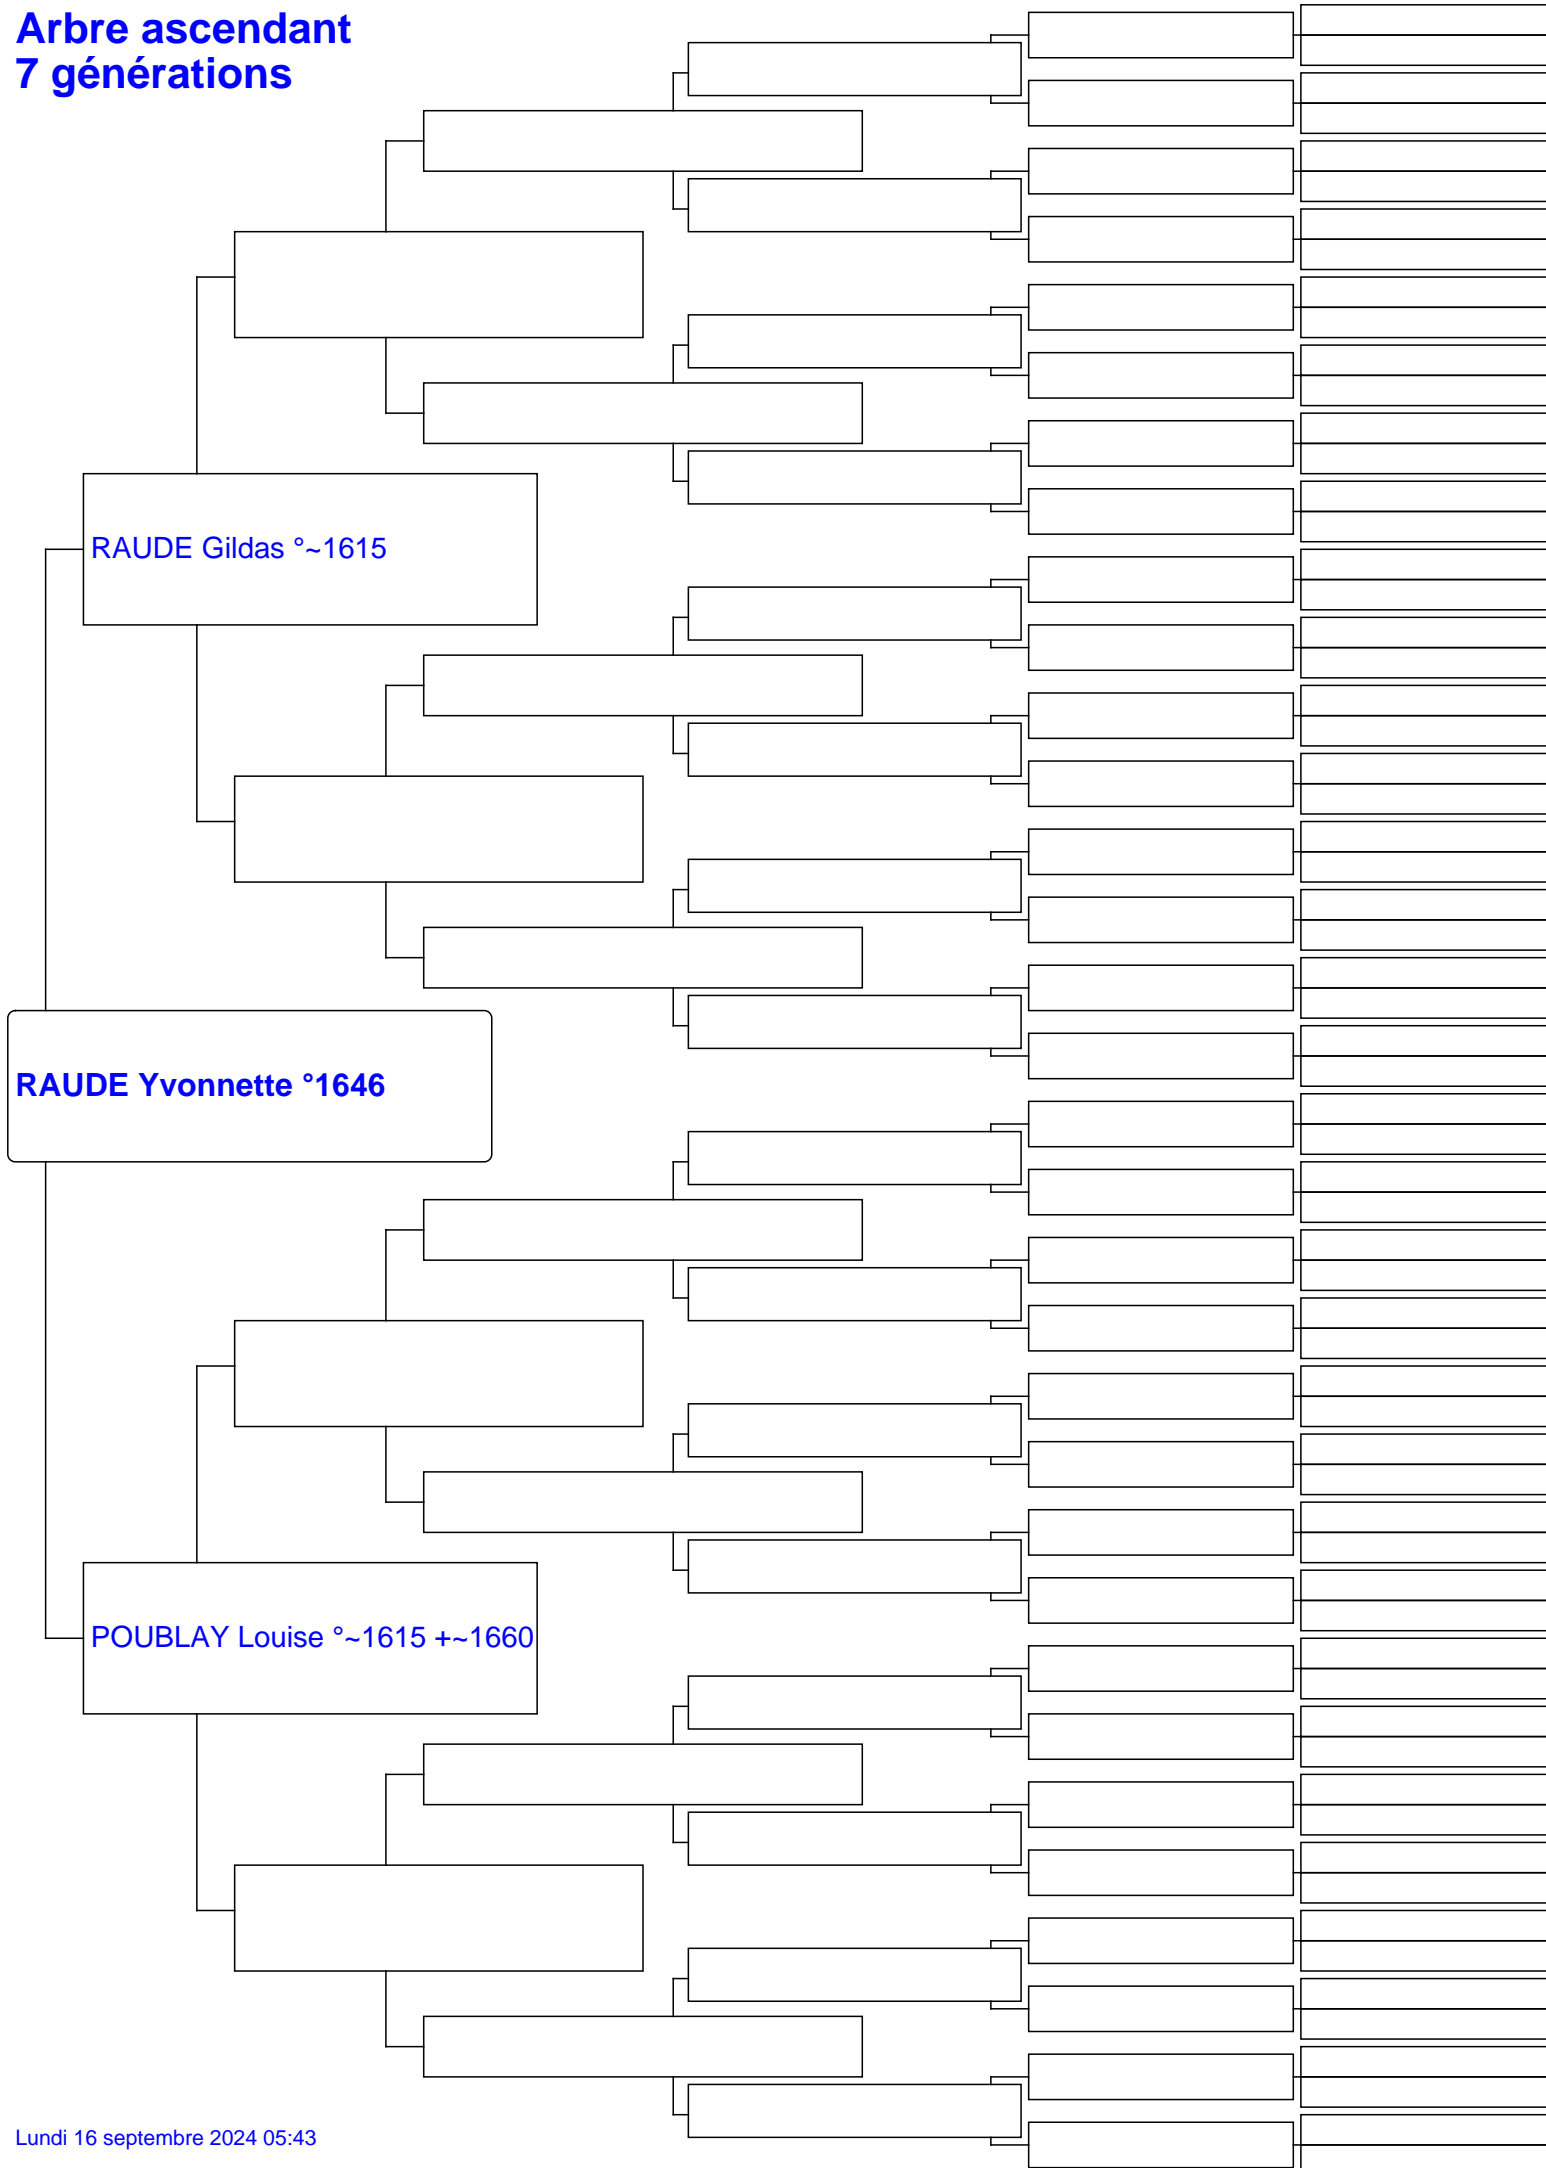 Arbre ascendant
7 générations
RAUDE Gildas °~1615
RAUDE Yvonnette °1646
POUBLAY Louise °~1615 +~1660
Lundi 16 septembre 2024 05:43